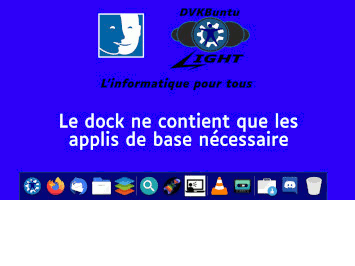 DVKBuntu
LIGHT
L'informatique pour tous
Le dock ne contient que les
applis de base nécessaire